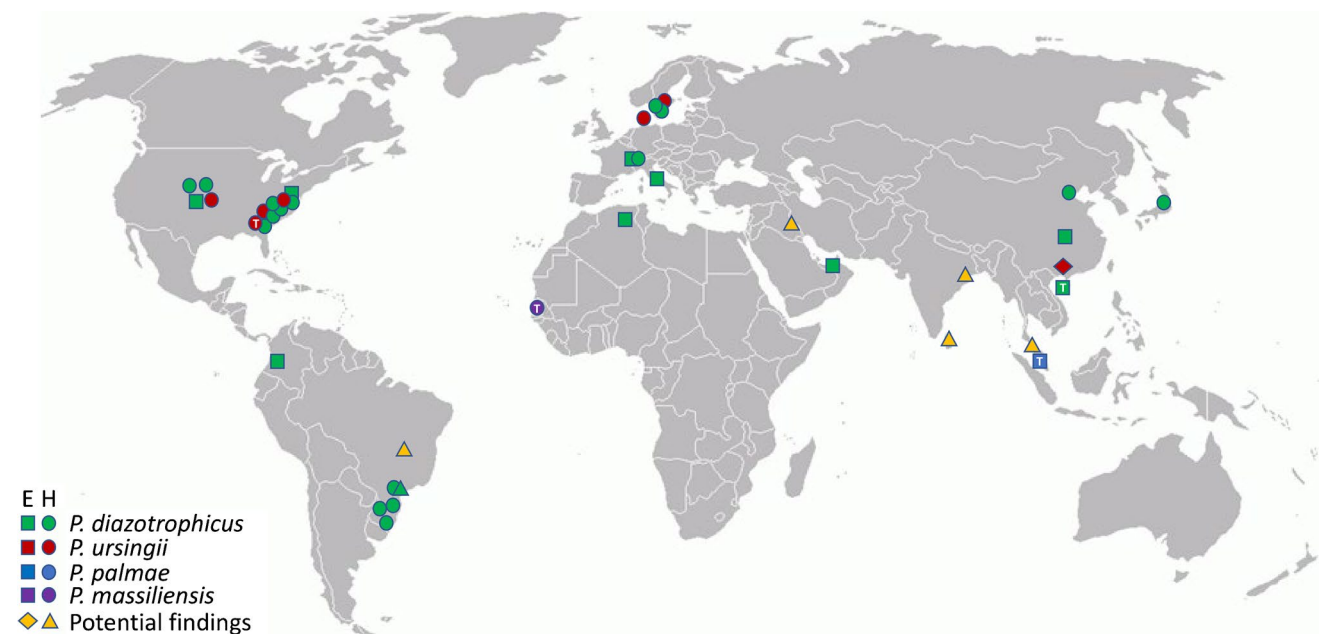 T
T
T
T
E H
P. diazotrophicus
P. ursingii
P. palmae
P. massiliensis
Potential findings